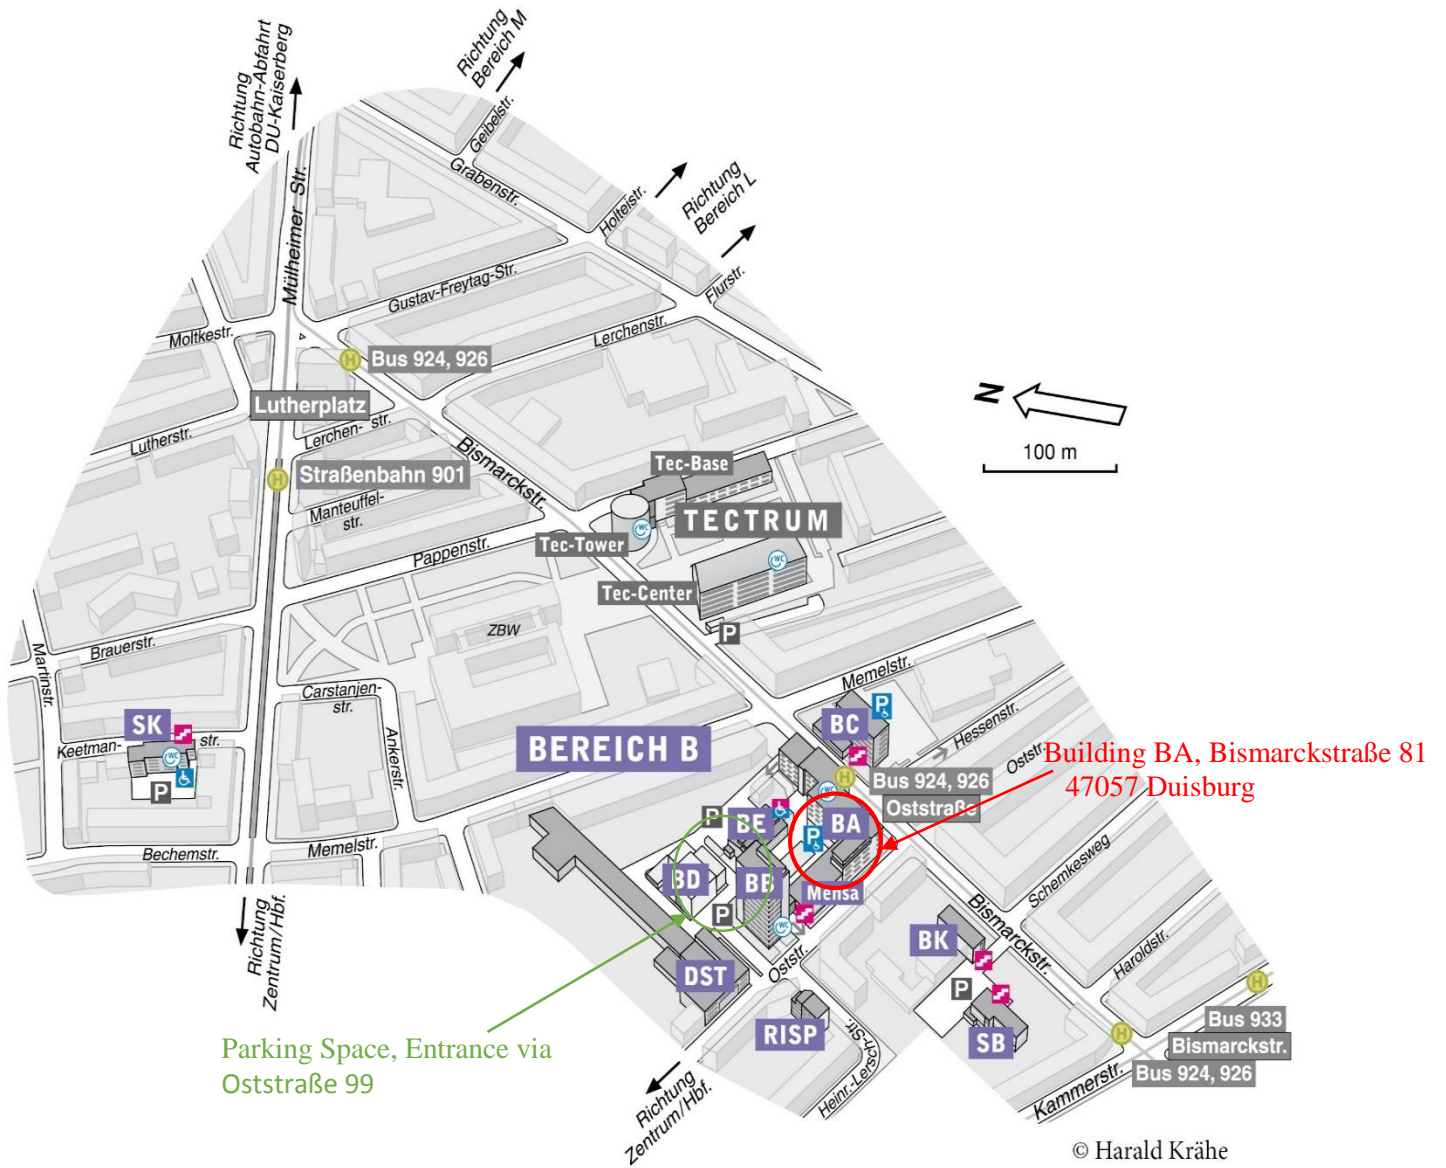 Richtung
Autobahn-Abfahrt
DU-Kaiserberg
Richtung
Bereich M
Geibelstr.
Grabenstr.
Holteistr.
Richtung
Bereich L
Flurstr.
Mülheimer Str.
Gustav-Freytag-Str.
Moltkestr.
Lerchenstr.
H
Bus 924, 926
Lutherplatz
N
100 m
Lutherstr.
Lerchen-
str.
Bismarckstr.
H
Straßenbahn 901
Tec-Base
Manteuffel-
str.
TECTRUM
WC
Tec-Tower
WC
Pappenstr.
Tec-Center
P
ZBW
Brauerstr.
Martinstr.
Memelstr.
Carstanjen-
str.
SK
BC
P
Keetman-
str.
WC
P
Ankerstr.
BEREICH B
Hessenstr.
Oststr.
Building BA, Bismarckstraße 81
47057 Duisburg
H
Bus 924, 926
Oststraße
WC
P
BE
BA
P
Bechemstr.
Memelstr.
BD
BB
Mensa
P
WC
Schemkesweg
Bismarckstr.
BK
Haroldstr.
Richtung
Zentrum/Hbf.
DST
Oststr.
P
RISP
SB
H
Bus 933
Bismarckstr.
H
Bus 924, 926
Kammerstr.
Heinr.-Lersch-Str.
Parking Space, Entrance via
Oststraße 99
Richtung
Zentrum/Hbf.
© Harald Krähe